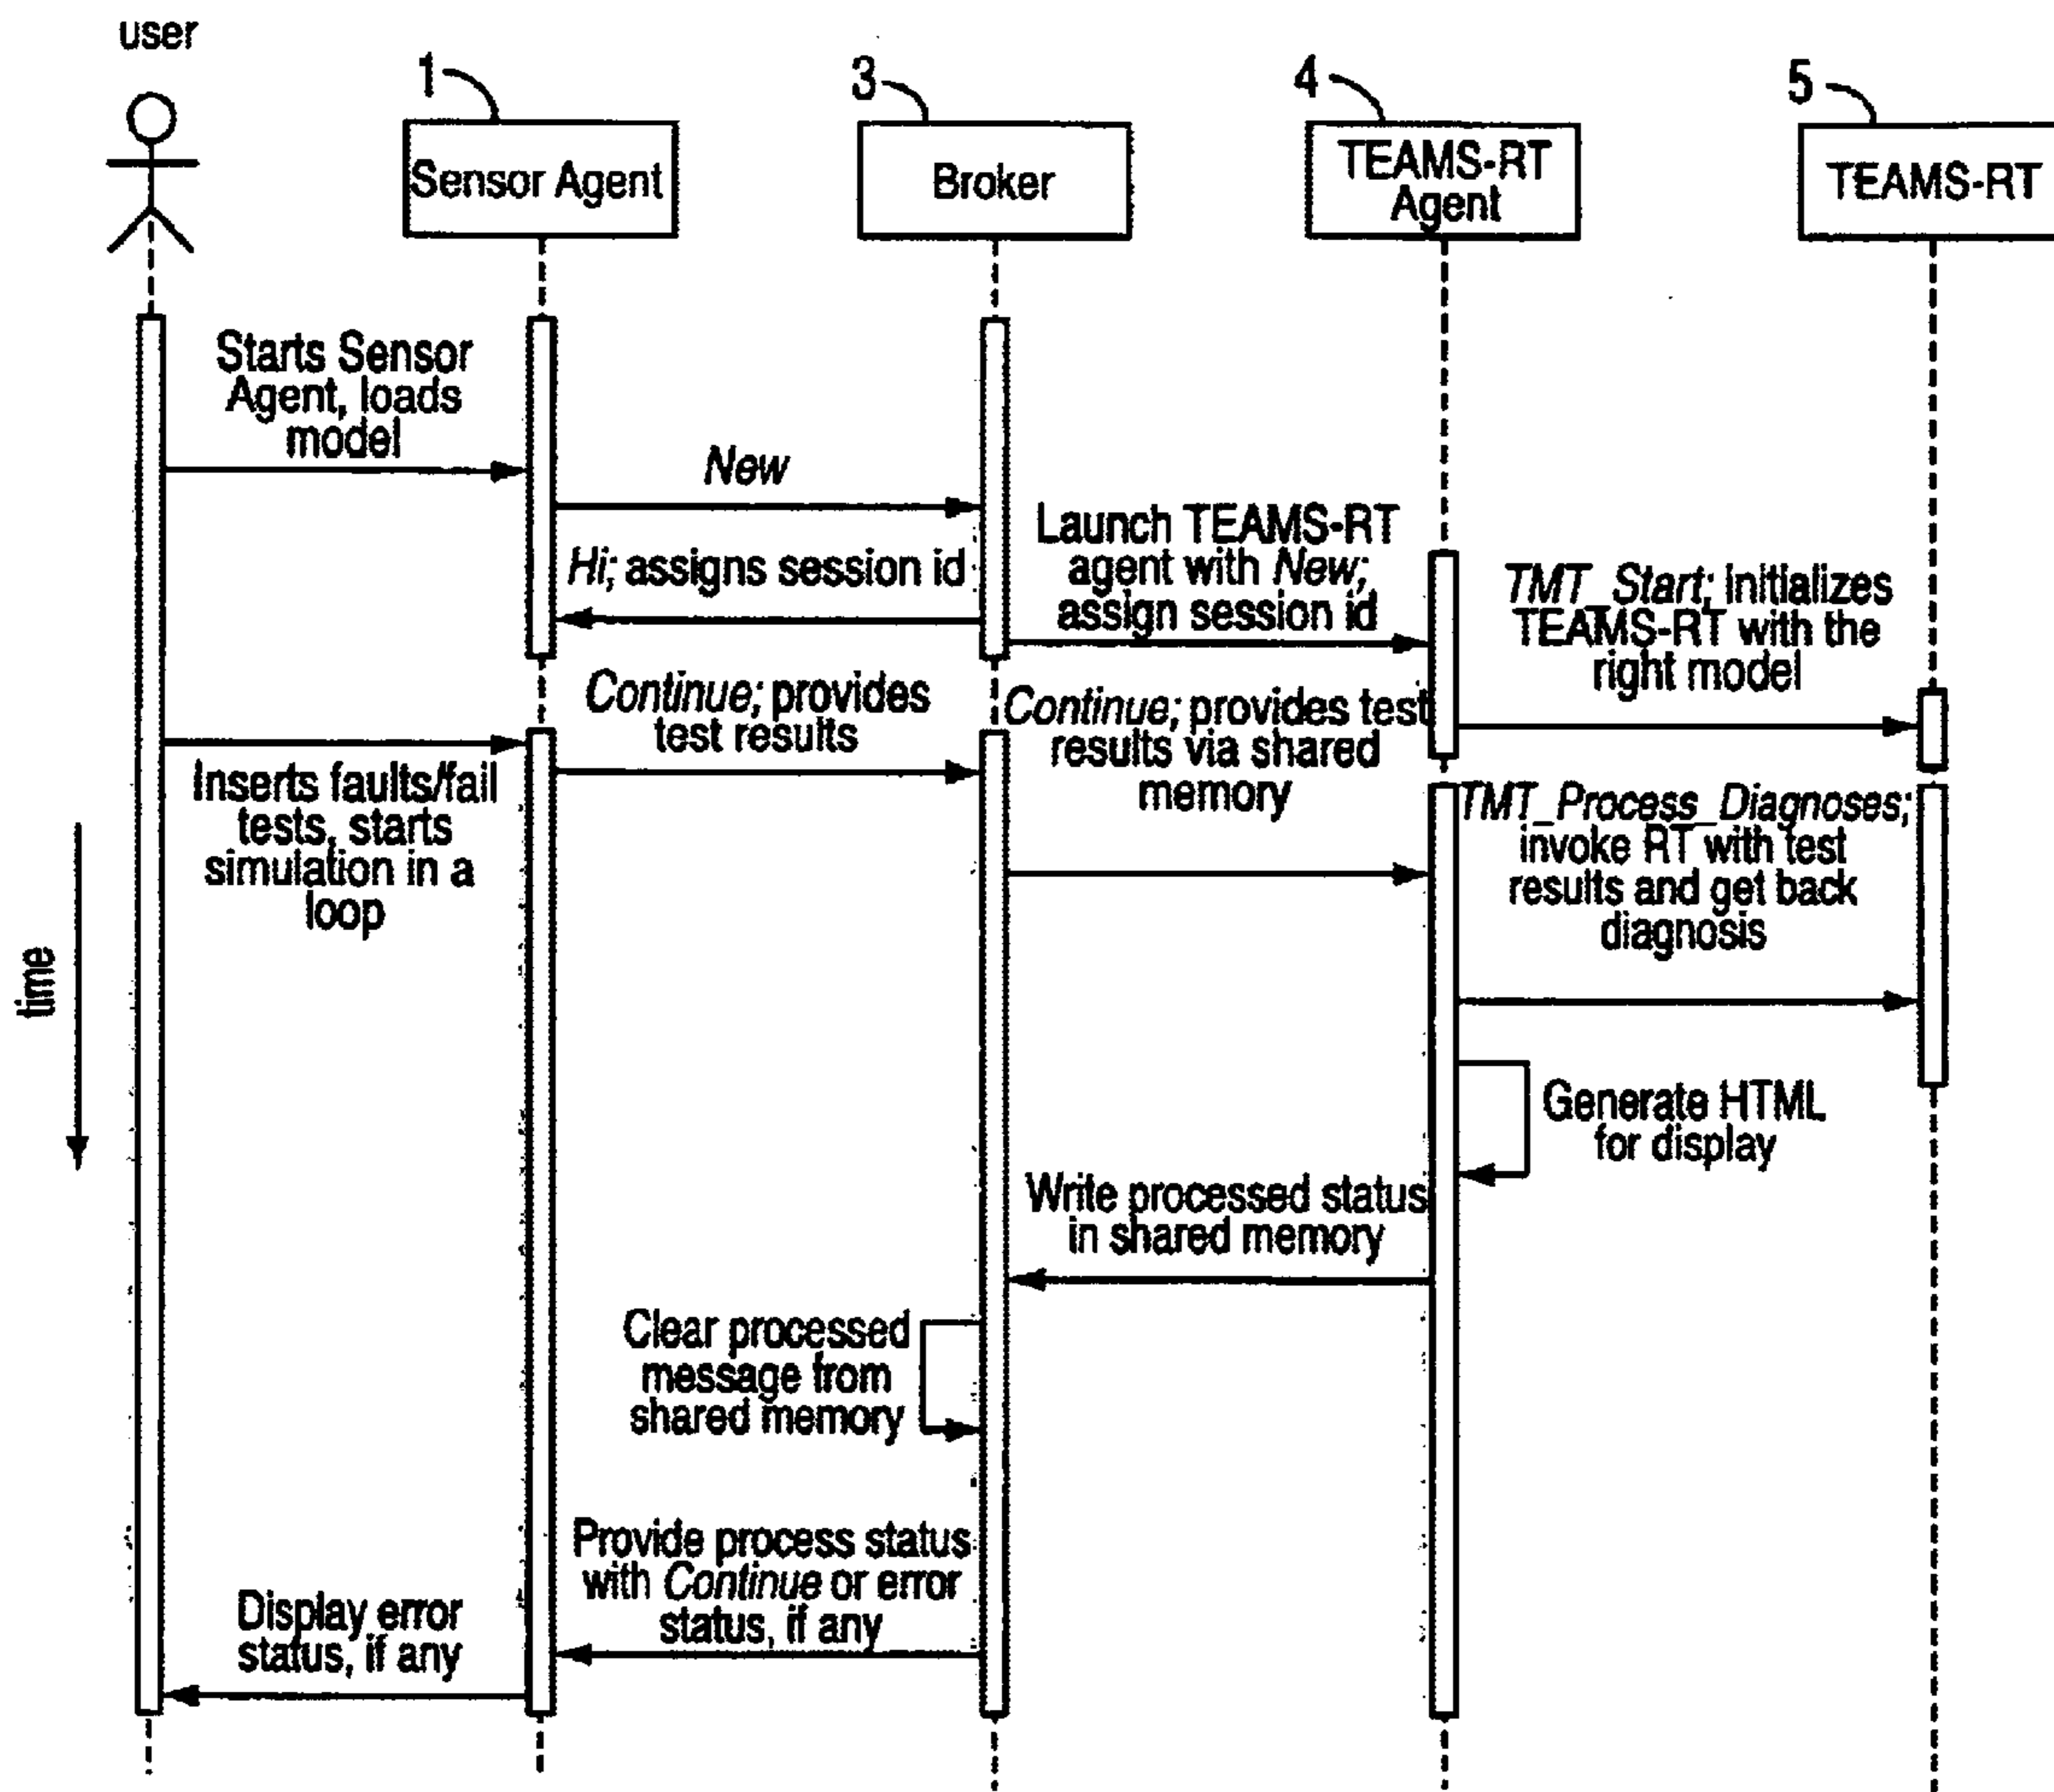 user
1
3
4
5
Sensor Agent
Broker
TEAMS-RT
Agent
TEAMS-RT
Starts Sensor
Agent, loads
model
New
Hi; assigns session id
Launch TEAMS-RT
agent with New;
assign session id
TMT_Start; Initializes
TEAMS-RT with the
right model
Continue; provides
test results
Continue; provides test
results via shared
memory
Inserts faults/fail
tests, starts
simulation in a
loop
TMT_Process_Diagnoses;
invoke RT with test
results and get back
diagnosis
time
Generate HTML
for display
Write processed status
in shared memory
Clear processed
message from
shared memory
Provide process status
with Continue or error
status, if any
Display error
status, if any